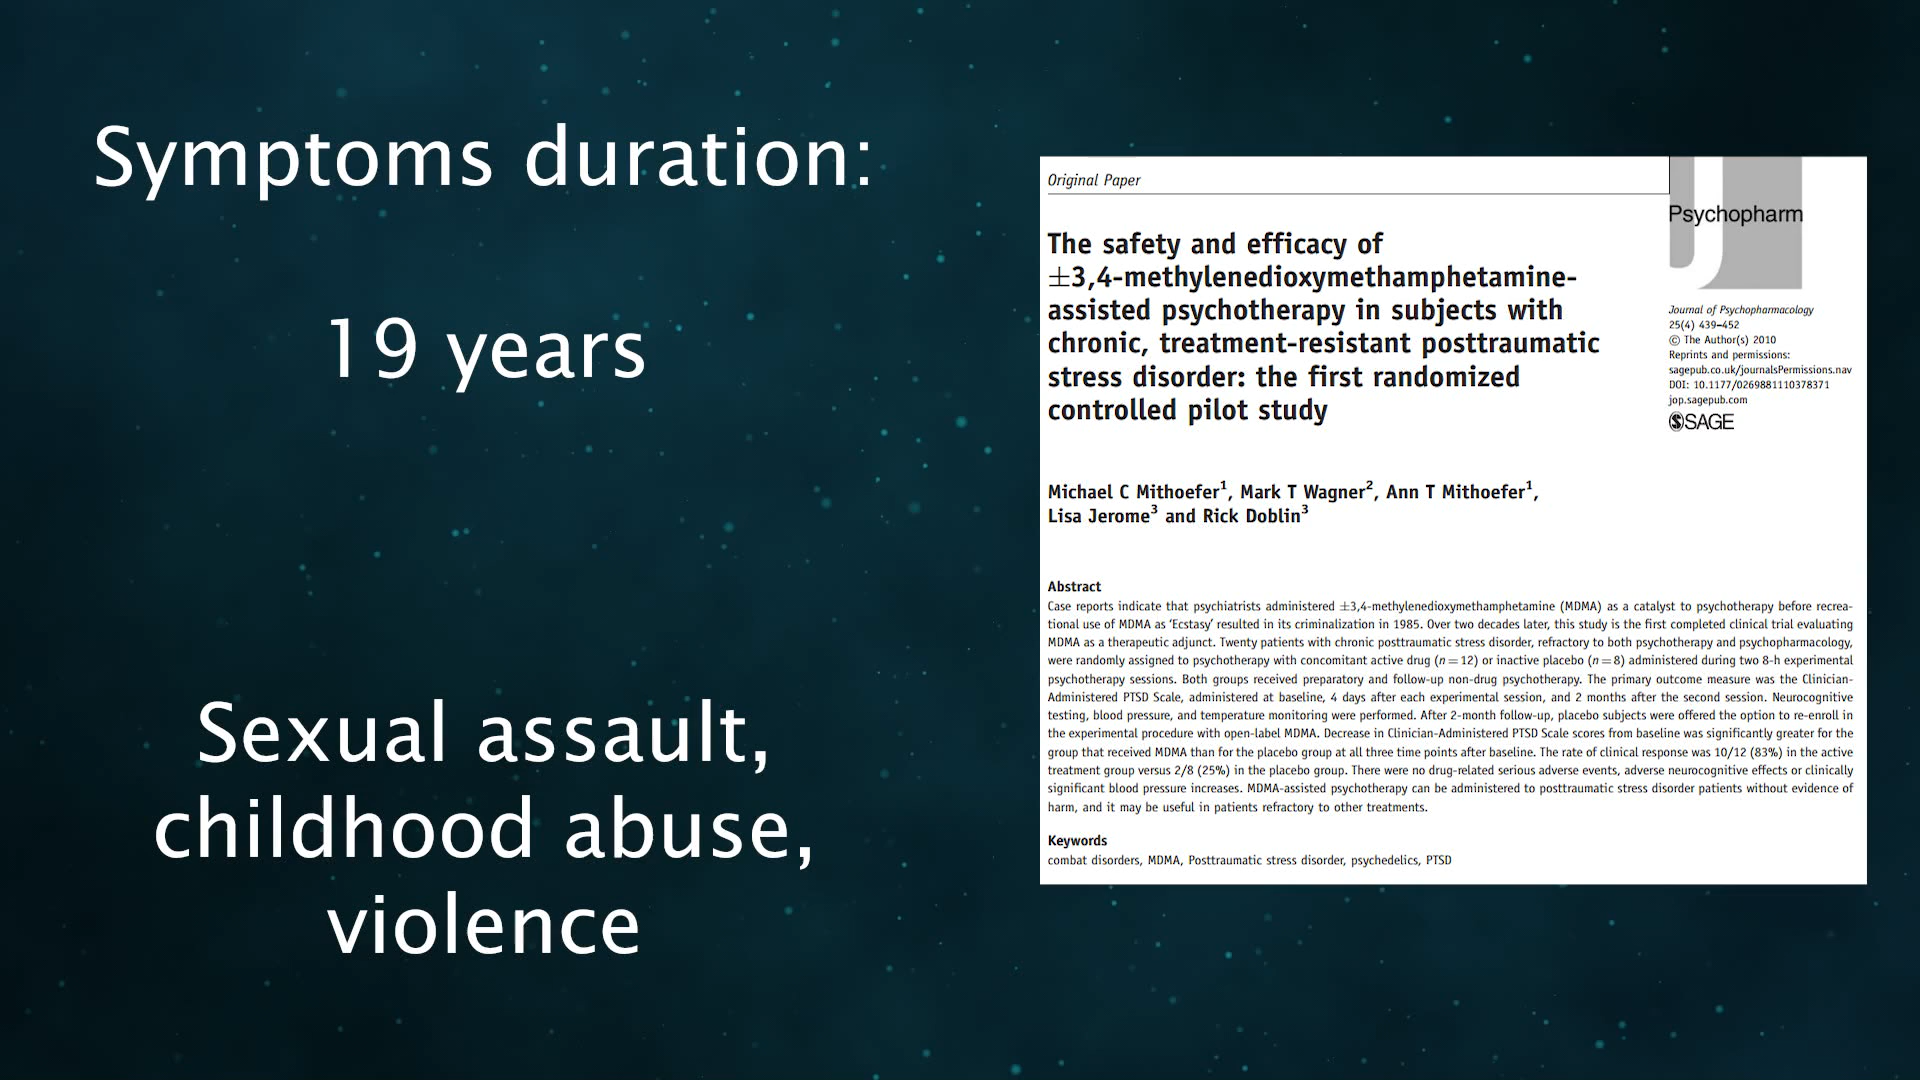 Symptoms duration:
19 years
Sexual assault,
childhood abuse,
violence
Original Paper
The safety and efficacy of
±3,4-methylenedioxymethamphetamine-
assisted psychotherapy in subjects with
chronic, treatment-resistant posttraumatic
stress disorder: the first randomized
controlled pilot study
J
Psychopharm
Journal of Psychopharmacology
25(4) 439–452
© The Author(s) 2010
Reprints and permissions:
sagepub.co.uk/journalsPermissions.nav
DOI: 10.1177/0269881110378371
jop.sagepub.com
SAGE
Michael C Mithoefer1, Mark T Wagner2, Ann T Mithoefer1,
Lisa Jerome3 and Rick Doblin3
Abstract
Case reports indicate that psychiatrists administered ±3,4-methylenedioxymethamphetamine (MDMA) as a catalyst to psychotherapy before recrea-
tional use of MDMA as ‘Ecstasy’ resulted in its criminalization in 1985. Over two decades later, this study is the first completed clinical trial evaluating
MDMA as a therapeutic adjunct. Twenty patients with chronic posttraumatic stress disorder, refractory to both psychotherapy and psychopharmacology,
were randomly assigned to psychotherapy with concomitant active drug (n = 12) or inactive placebo (n = 8) administered during two 8-h experimental
psychotherapy sessions. Both groups received preparatory and follow-up non-drug psychotherapy. The primary outcome measure was the Clinician-
Administered PTSD Scale, administered at baseline, 4 days after each experimental session, and 2 months after the second session. Neurocognitive
testing, blood pressure, and temperature monitoring were performed. After 2-month follow-up, placebo subjects were offered the option to re-enroll in
the experimental procedure with open-label MDMA. Decrease in Clinician-Administered PTSD Scale scores from baseline was significantly greater for the
group that received MDMA than for the placebo group at all three time points after baseline. The rate of clinical response was 10/12 (83%) in the active
treatment group versus 2/8 (25%) in the placebo group. There were no drug-related serious adverse events, adverse neurocognitive effects or clinically
significant blood pressure increases. MDMA-assisted psychotherapy can be administered to posttraumatic stress disorder patients without evidence of
harm, and it may be useful in patients refractory to other treatments.
Keywords
combat disorders, MDMA, Posttraumatic stress disorder, psychedelics, PTSD